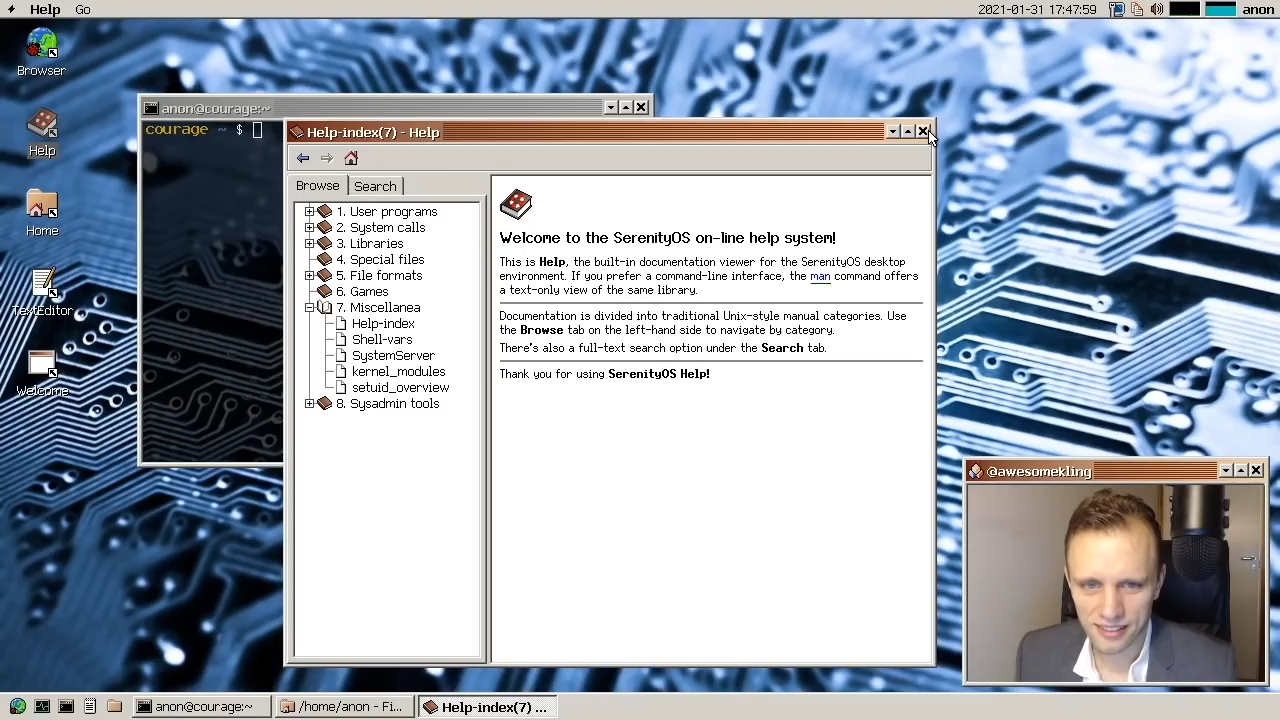 Help Go
2021-01-31 17:47:59
anon
Browser
Help
Home
TextEditor
Welcome
anon@courage:~
courage ~ $
Help-index(7) - Help
Browse
Search
1. User programs
2. System calls
3. Libraries
4. Special files
5. File formats
6. Games
7. Miscellanea
Help-index
Shell-vars
SystemServer
kernel_modules
setuid_overview
8. Sysadmin tools
Welcome to the SerenityOS on-line help system!
This is Help, the built-in documentation viewer for the SerenityOS desktop
environment. If you prefer a command-line interface, the man command offers
a text-only view of the same library.
Documentation is divided into traditional Unix-style manual categories. Use
the Browse tab on the left-hand side to navigate by category.
There's also a full-text search option under the Search tab.
Thank you for using SerenityOS Help!
@awesomekling
anon@courage:~
/home/anon - Fi...
Help-index(7) ...